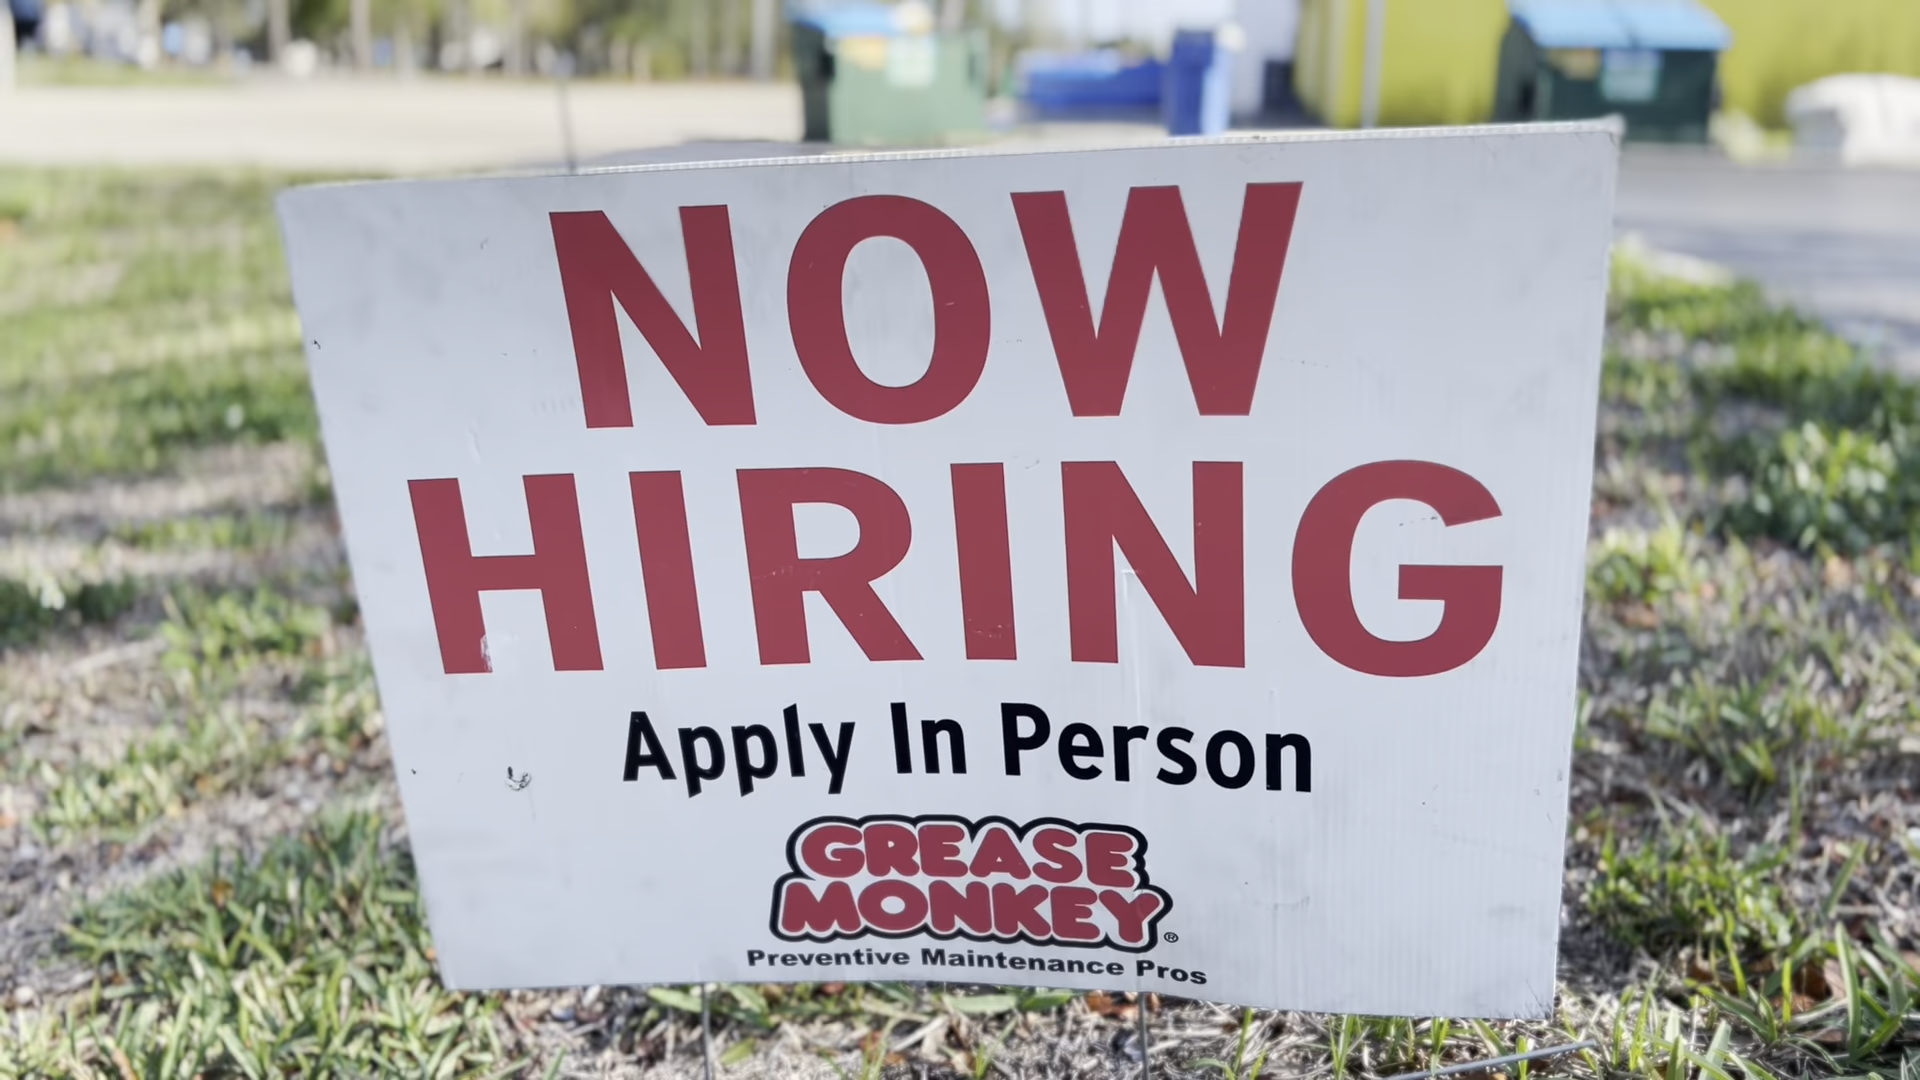 NOW
HIRING
Apply In Person
GREASE
MONKEY®
Preventive Maintenance Pros